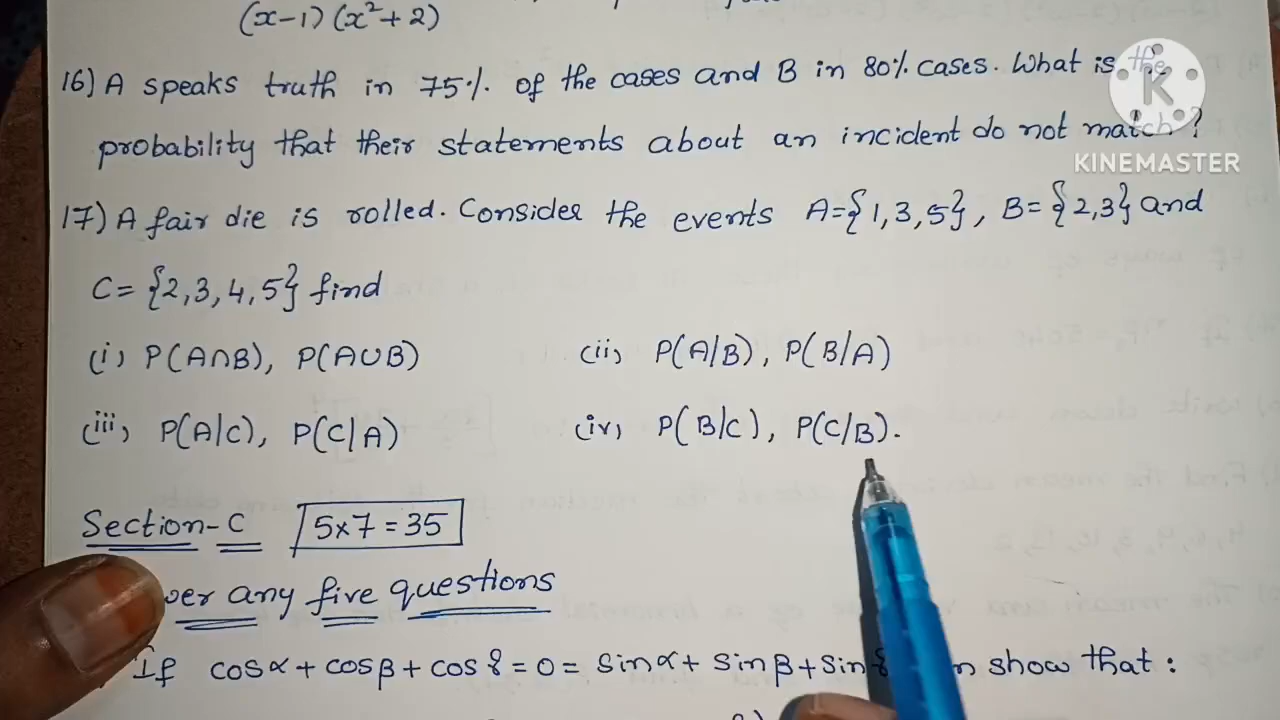 (x-1) (x²+2)
16) A speaks truth in 75% of the cases and B in 80% cases. What is the
probability that their statements about an incident do not match ?
K
KINEMASTER
17) A fair die is rolled. Consider the events A={1,3,5}, B={2,3} and
C= {2,3,4,5} find
(i) P(A∩B), P(A∪B) (ii) P(A/B), P(B/A)
(iii) P(A/C), P(C/A) (iv) P(B/C), P(C/B).
Section-C 5x7=35
any five questions
If cosα+cosβ+cosγ=0=sinα+sinβ+sin show that :